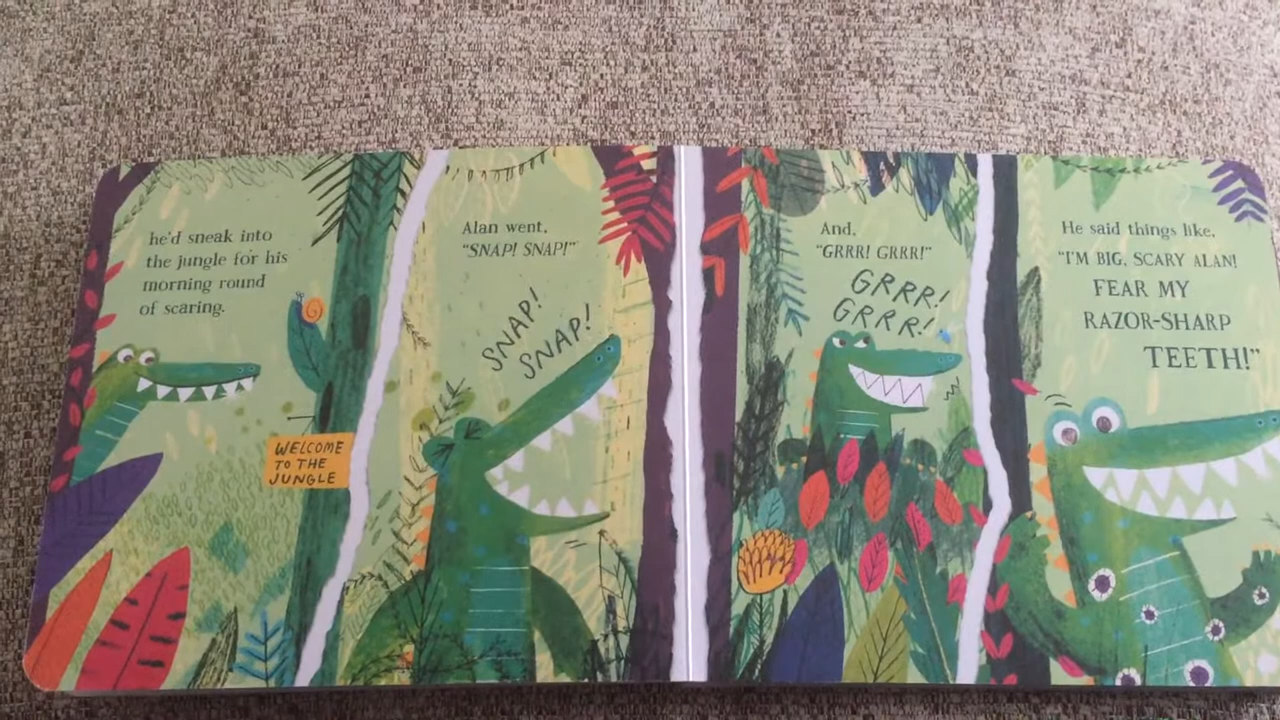 he'd sneak into
the jungle for his
morning round
of scaring.
WELCOME
TO THE
JUNGLE
Alan went,
"SNAP! SNAP!"
SNAP!
SNAP!
And,
"GRRR! GRRR!"
GRRR!
GRRR!
He said things like,
"I'M BIG, SCARY ALAN!
FEAR MY
RAZOR-SHARP
TEETH!"